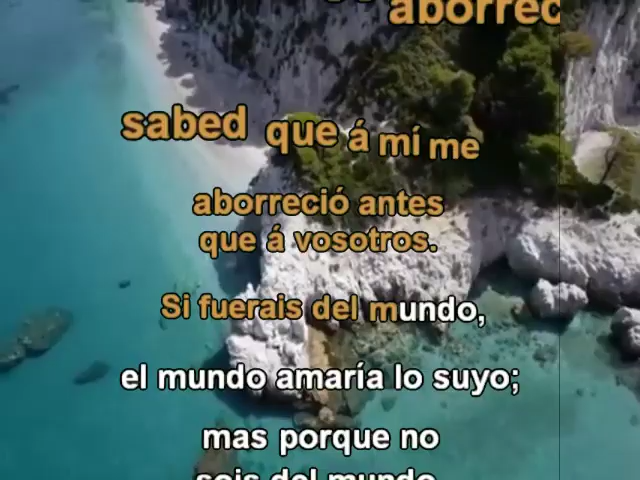 aborrec
sabed que á mí me
aborreció antes
que á vosotros.
Si fuerais del mundo,
el mundo amaría lo suyo;
mas porque no
sois del mundo